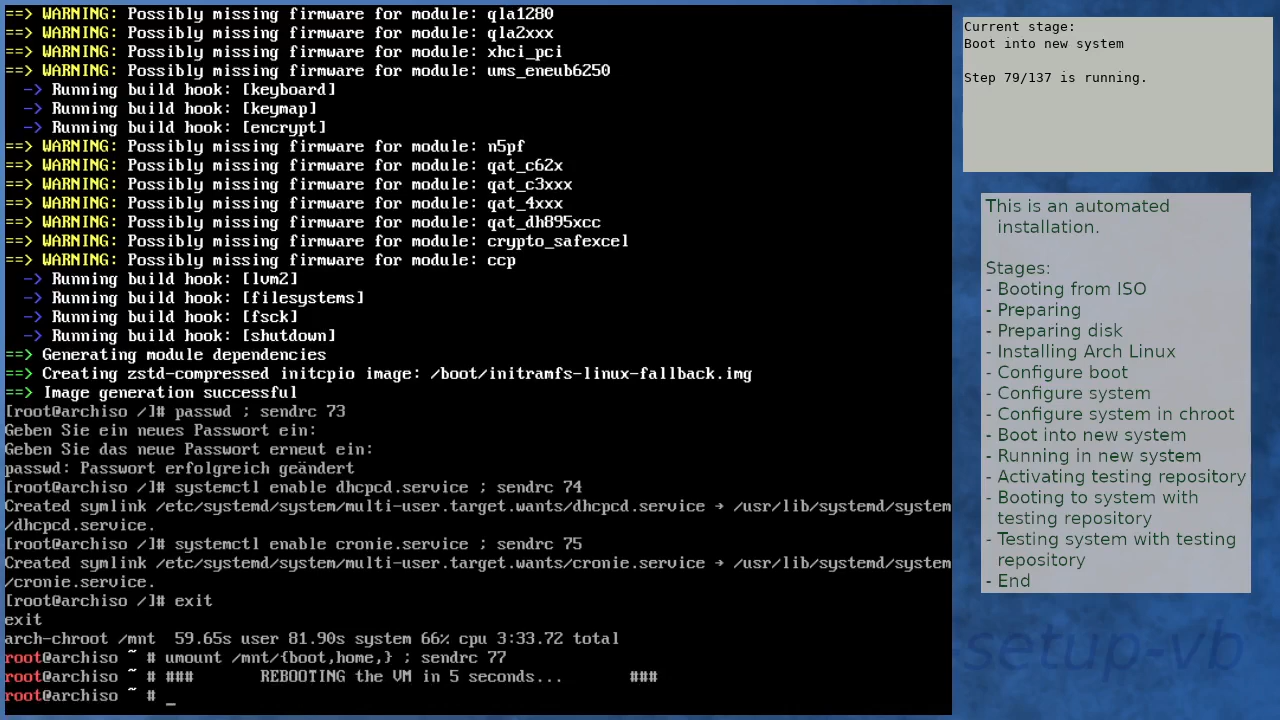 ==> WARNING: Possibly missing firmware for module: qla1280
==> WARNING: Possibly missing firmware for module: qla2xxx
==> WARNING: Possibly missing firmware for module: xhci_pci
==> WARNING: Possibly missing firmware for module: ums_eneub6250
  -> Running build hook: [keyboard]
  -> Running build hook: [keymap]
  -> Running build hook: [encrypt]
==> WARNING: Possibly missing firmware for module: n5pf
==> WARNING: Possibly missing firmware for module: qat_c62x
==> WARNING: Possibly missing firmware for module: qat_c3xxx
==> WARNING: Possibly missing firmware for module: qat_4xxx
==> WARNING: Possibly missing firmware for module: qat_dh895xcc
==> WARNING: Possibly missing firmware for module: crypto_safexcel
==> WARNING: Possibly missing firmware for module: ccp
  -> Running build hook: [lvm2]
  -> Running build hook: [filesystems]
  -> Running build hook: [fsck]
  -> Running build hook: [shutdown]
==> Generating module dependencies
==> Creating zstd-compressed initcpio image: /boot/initramfs-linux-fallback.img
==> Image generation successful
[root@archiso /]# passwd ; sendrc 73
Geben Sie ein neues Passwort ein:
Geben Sie das neue Passwort erneut ein:
passwd: Passwort erfolgreich geändert
[root@archiso /]# systemctl enable dhcpcd.service ; sendrc 74
Created symlink /etc/systemd/system/multi-user.target.wants/dhcpcd.service → /usr/lib/systemd/system
/dhcpcd.service.
[root@archiso /]# systemctl enable cronie.service ; sendrc 75
Created symlink /etc/systemd/system/multi-user.target.wants/cronie.service → /usr/lib/systemd/system
/cronie.service.
[root@archiso /]# exit
exit
arch-chroot /mnt  59.65s user 81.90s system 66% cpu 3:33.72 total
root@archiso ~ # umount /mnt/{boot,home,} ; sendrc 77
root@archiso ~ # ###       REBOOTING the VM in 5 seconds...       ###
root@archiso ~ # _
Current stage:
Boot into new system
Step 79/137 is running.
This is an automated
installation.
Stages:
- Booting from ISO
- Preparing
- Preparing disk
- Installing Arch Linux
- Configure boot
- Configure system
- Configure system in chroot
- Boot into new system
- Running in new system
- Activating testing repository
- Booting to system with
testing repository
- Testing system with testing
repository
- End
setup-vb